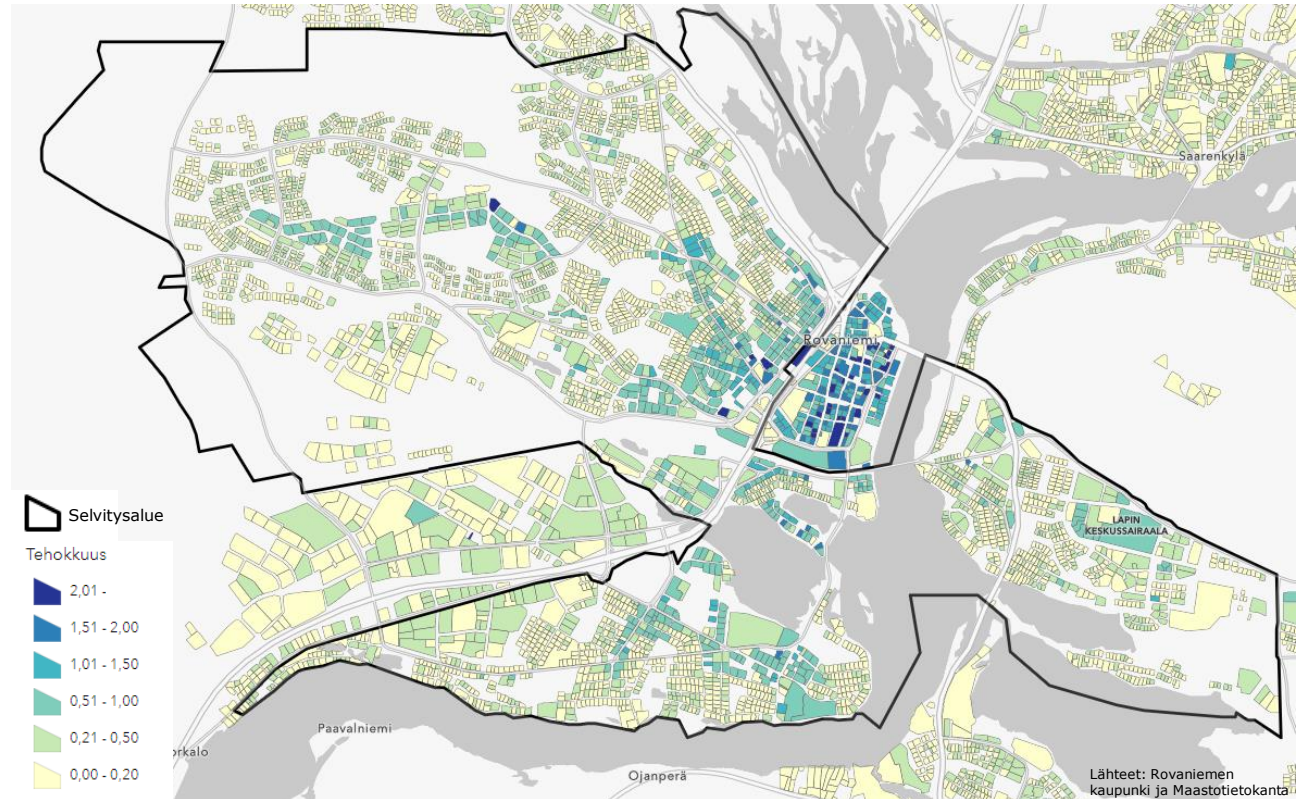 Saarenkylä
Rovaniemi
LAPIN
KESKUSSAIRAALA
Selvitysalue
Tehokkuus
2,01 -
1,51 - 2,00
1,01 - 1,50
0,51 - 1,00
0,21 - 0,50
0,00 - 0,20
Paavalniemi
orkalo
Ojanperä
Lähteet: Rovaniemen
kaupunki ja Maastotietokanta